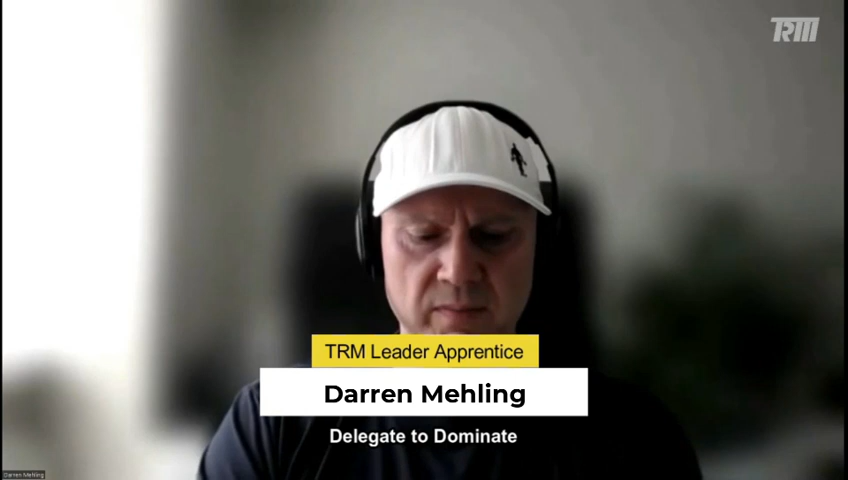 TRM
TRM Leader Apprentice
Darren Mehling
Delegate to Dominate
Darren Mehling